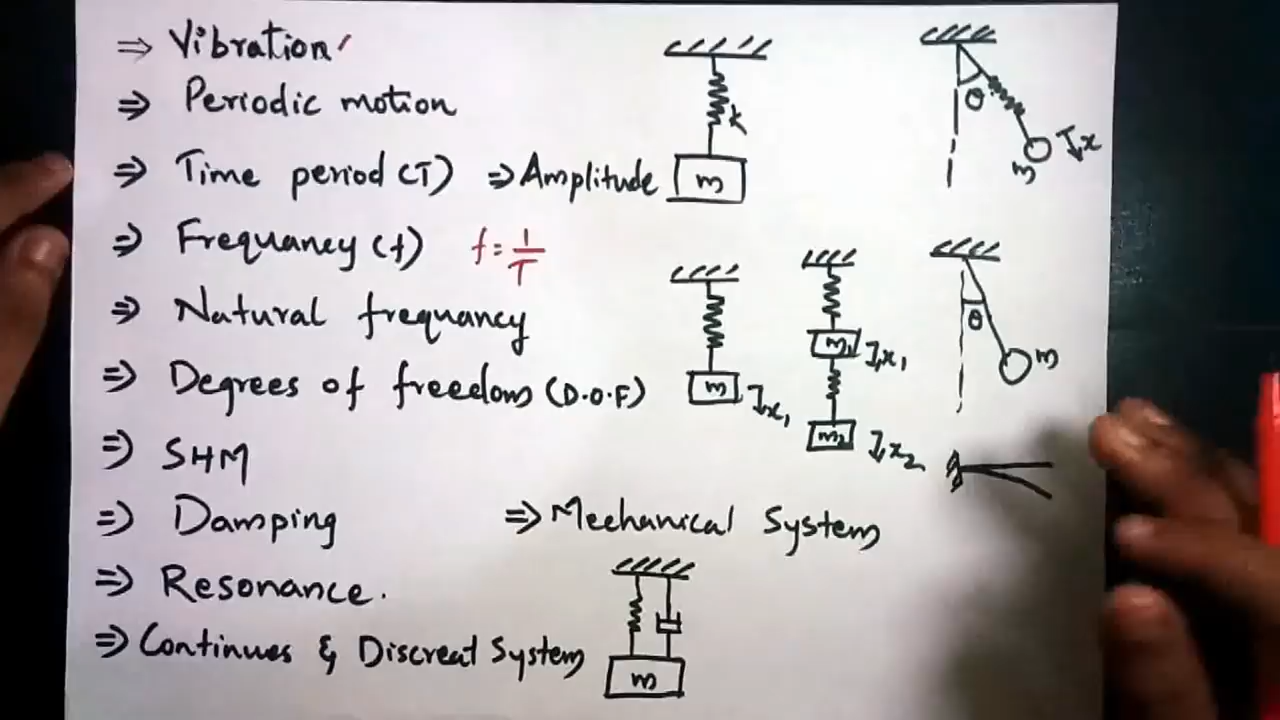 ⇒ Vibration
⇒ Periodic motion
k
θ
x
m
⇒ Time period (T) ⇒ Amplitude
m
⇒ Frequancy (f) f = 1/T
⇒ Natural frequancy
θ
m
m1 x1
⇒ Degrees of freedom (D.O.F)
m x1
m2 x2
⇒ SHM
⇒ Damping ⇒ Mechanical System
⇒ Resonance.
⇒ Continues & Discreat System
m